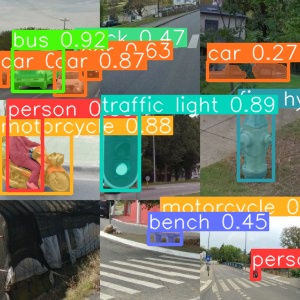 bus 0.92
ck 0.47
0.63
car 0.27
car
car 0.87
person 0
traffic light 0.89
hy
motorcycle 0.88
motorcycle 0
bench 0.45
perso